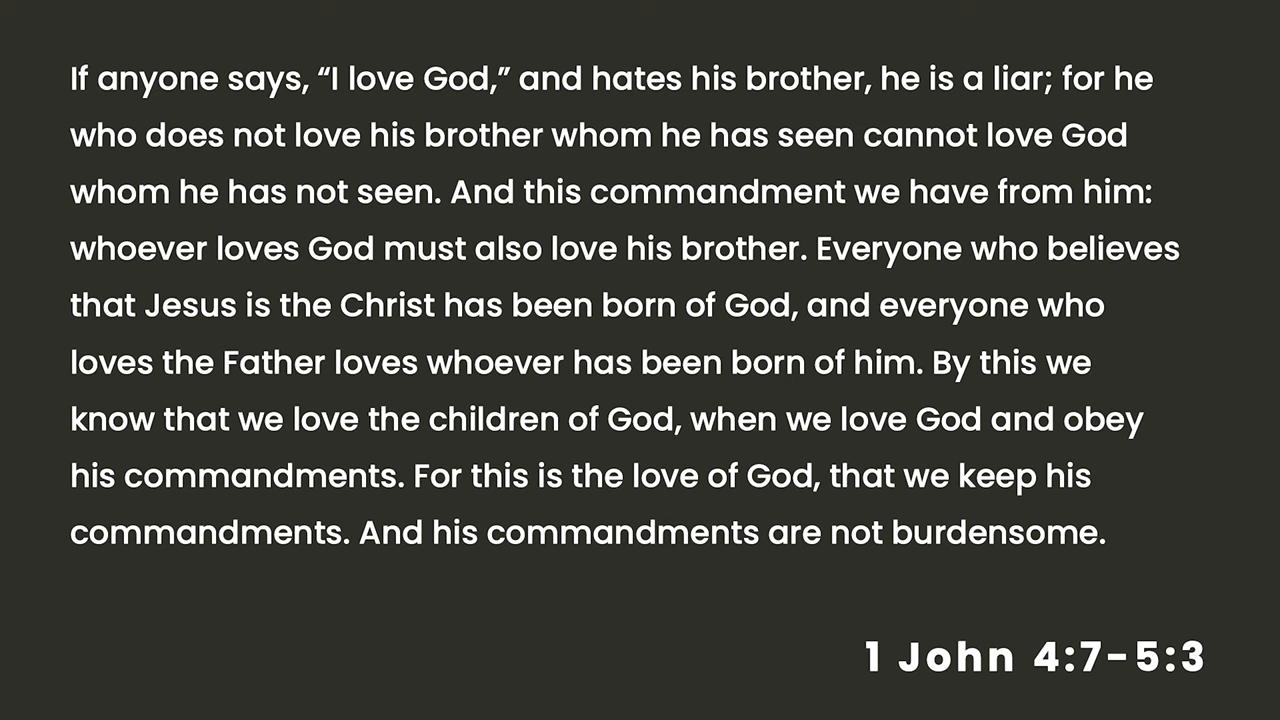 If anyone says, “I love God,” and hates his brother, he is a liar; for he
who does not love his brother whom he has seen cannot love God
whom he has not seen. And this commandment we have from him:
whoever loves God must also love his brother. Everyone who believes
that Jesus is the Christ has been born of God, and everyone who
loves the Father loves whoever has been born of him. By this we
know that we love the children of God, when we love God and obey
his commandments. For this is the love of God, that we keep his
commandments. And his commandments are not burdensome.
1 John 4:7-5:3